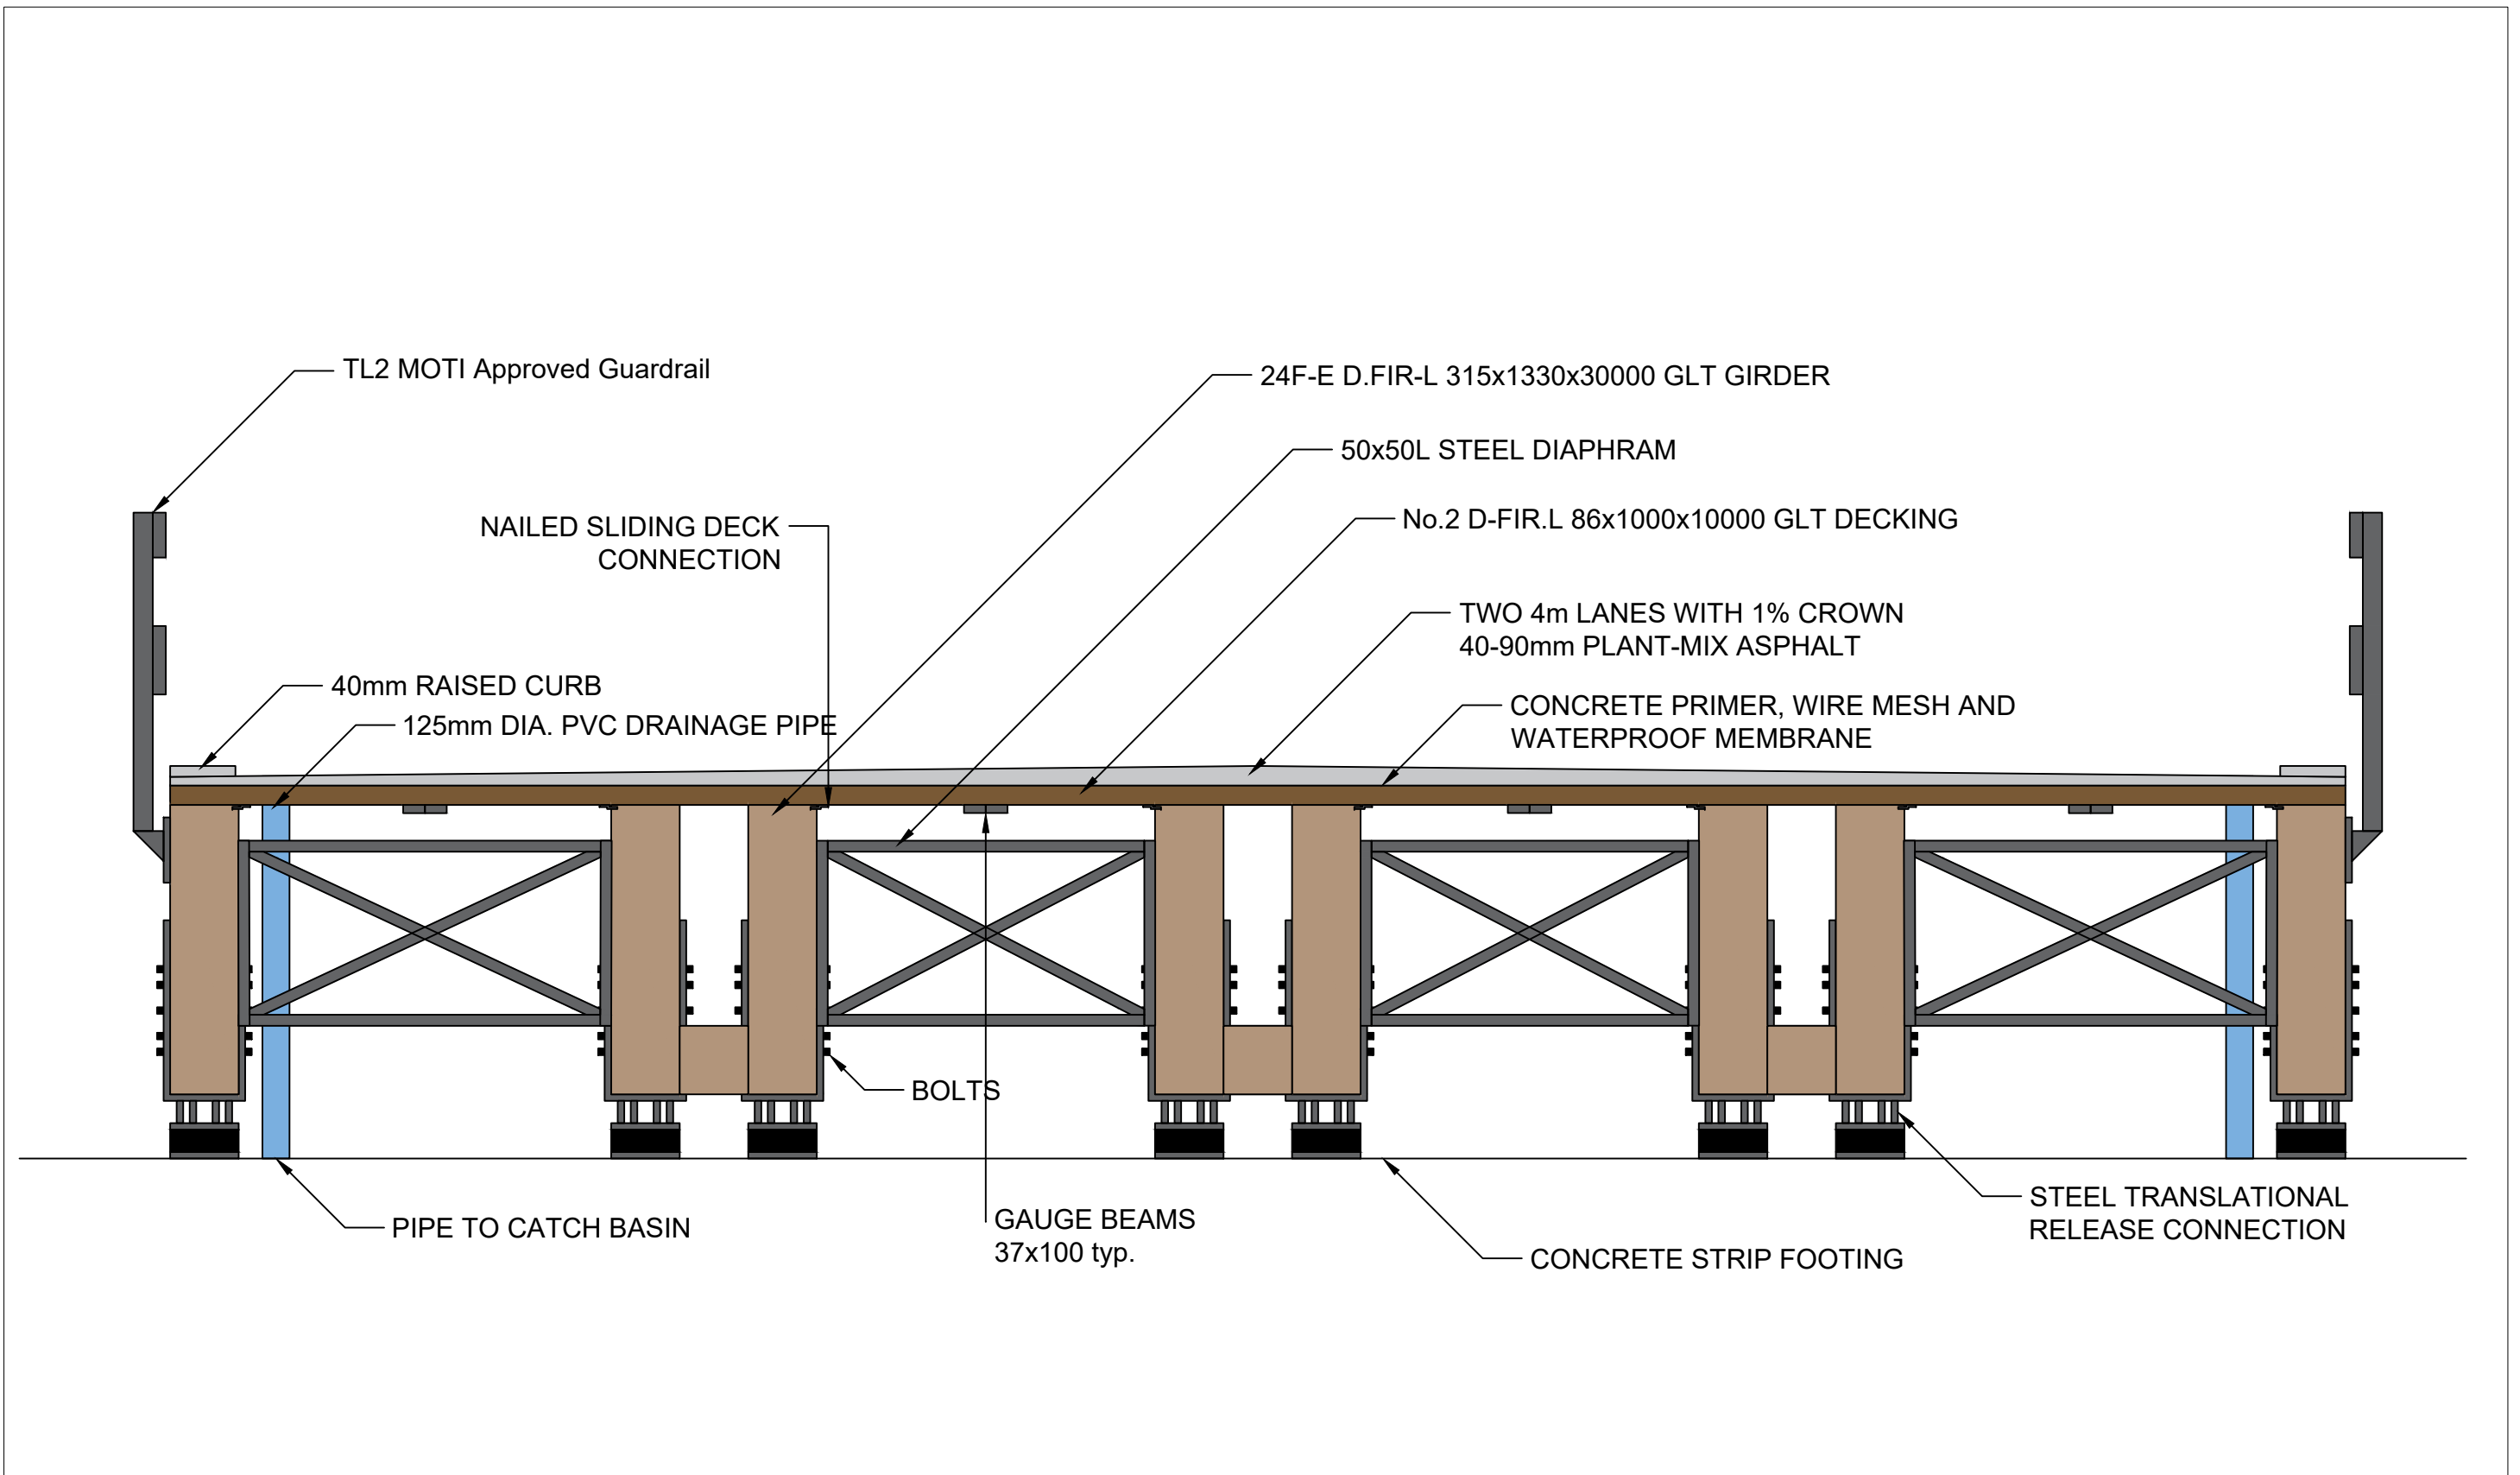 TL2 MOTI Approved Guardrail
24F-E D.FIR-L 315x1330x30000 GLT GIRDER
50x50L STEEL DIAPHRAM
NAILED SLIDING DECK
CONNECTION
No.2 D-FIR.L 86x1000x10000 GLT DECKING
TWO 4m LANES WITH 1% CROWN
40-90mm PLANT-MIX ASPHALT
40mm RAISED CURB
125mm DIA. PVC DRAINAGE PIPE
CONCRETE PRIMER, WIRE MESH AND
WATERPROOF MEMBRANE
BOLTS
PIPE TO CATCH BASIN
GAUGE BEAMS
37x100 typ.
STEEL TRANSLATIONAL
RELEASE CONNECTION
CONCRETE STRIP FOOTING